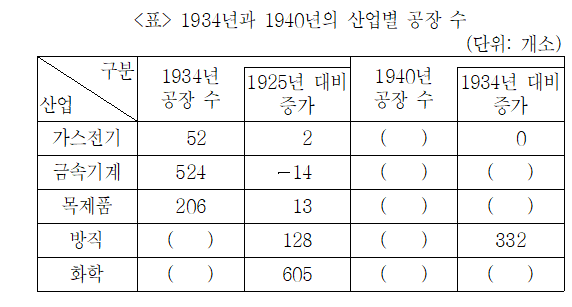 <표> 1934년과 1940년의 산업별 공장 수
(단위: 개소)
구분
산업
1934년
공장 수
1925년 대비
증가
1940년
공장 수
1934년 대비
증가
가스전기 52 2 ( ) 0
금속기계 524 -14 ( ) ( )
목제품 206 13 ( ) ( )
방직 ( ) 128 ( ) 332
화학 ( ) 605 ( ) ( )